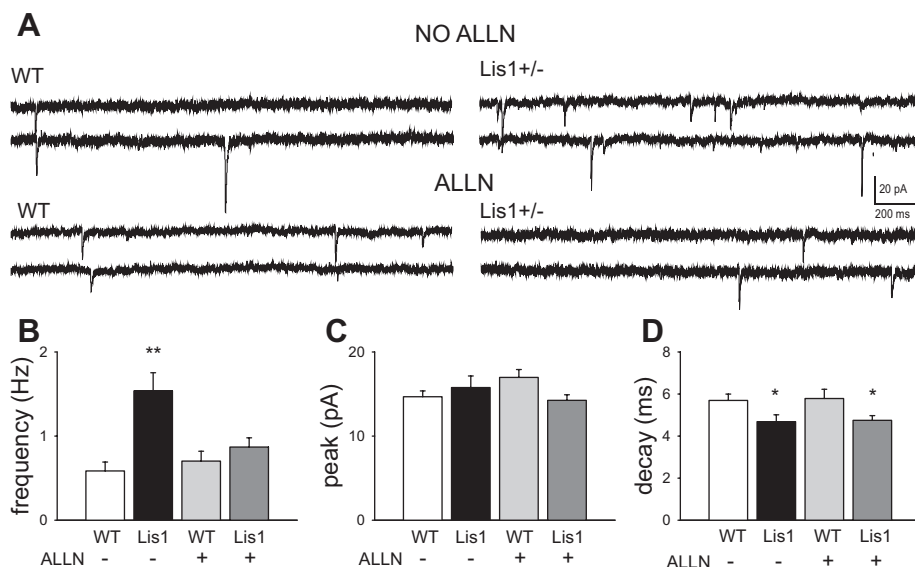 A
NO ALLN
WT
Lis1+/-
20 pA
200 ms
ALLN
WT
Lis1+/-
B
frequency (Hz)
2
1
0
**
WT Lis1 WT Lis1
ALLN - - + +
C
peak (pA)
20
10
0
WT Lis1 WT Lis1
- - + +
D
decay (ms)
8
6
4
2
0
* *
WT Lis1 WT Lis1
ALLN - - + +